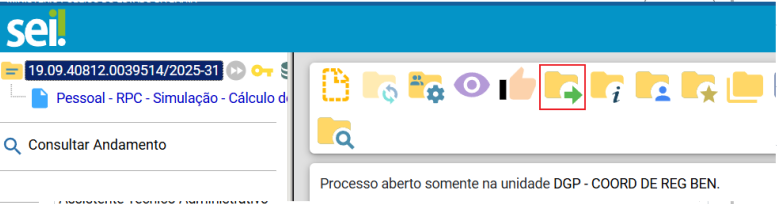 sei!
19.09.40812.0039514/2025-31
Pessoal - RPC - Simulação - Cálculo d
Consultar Andamento
Processo aberto somente na unidade DGP - COORD DE REG BEN.
Assistente Técnico Administrativo